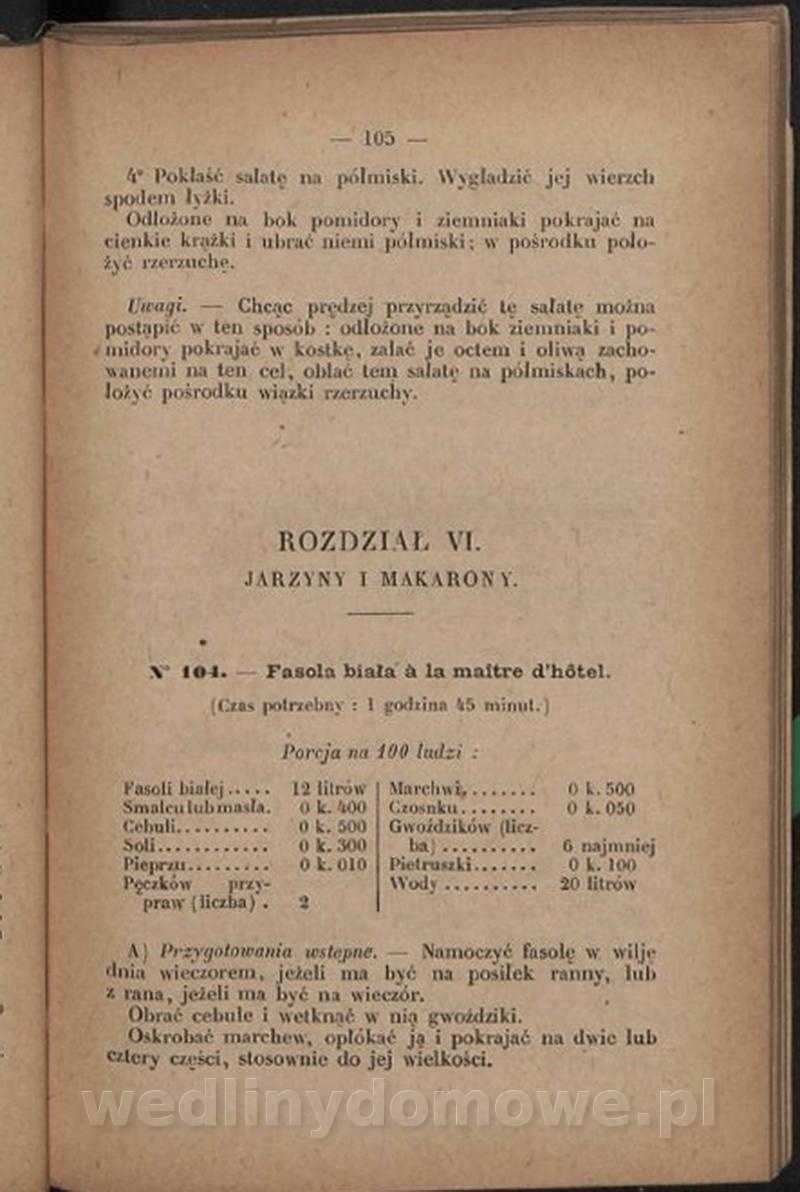 — 105 —
4° Pokłaść sałatę na półmiski. Wygładzić jej wierzch
spodem łyżki.
Odłożone na bok pomidory i ziemniaki pokrajać na
cienkie krążki i ubrać niemi półmiski; w pośrodku poło-
żyć rzerzuchę.
Uwagi. — Chcąc prędzej przyrządzić tę sałatę można
postąpić w ten sposób : odłożone na bok ziemniaki i po-
midory pokrajać w kostkę, zalać je octem i oliwą zacho-
wanemi na ten cel, oblać tem sałatę na półmiskach, po-
łożyć pośrodku wiązki rzerzuchy.
ROZDZIAŁ VI.
JARZYNY I MAKARONY.
N° 104. — Fasola biała à la maître d'hôtel.
(Czas potrzebny : 1 godzina 45 minut.)
Porcja na 100 ludzi :
Fasoli białej..... 12 litrów
Smalcu lub masła. 0 k. 400
Cebuli.......... 0 k. 500
Soli............ 0 k. 300
Pieprzu......... 0 k. 010
Pęczków przy-
praw (liczba) . 2
Marchwi........ 0 k. 500
Czosnku........ 0 k. 050
Gwoździków (licz-
ba) .......... 6 najmniej
Pietruszki....... 0 k. 100
Wody .......... 20 litrów
A) Przygotowania wstępne. — Namoczyć fasolę w wilję
dnia wieczorem, jeżeli ma być na posiłek ranny, lub
z rana, jeżeli ma być na wieczór.
Obrać cebule i wetknąć w nią gwoździki.
Oskrobać marchew, opłókać ją i pokrajać na dwie lub
cztery części, stosownie do jej wielkości.
wedlinydomowe.pl